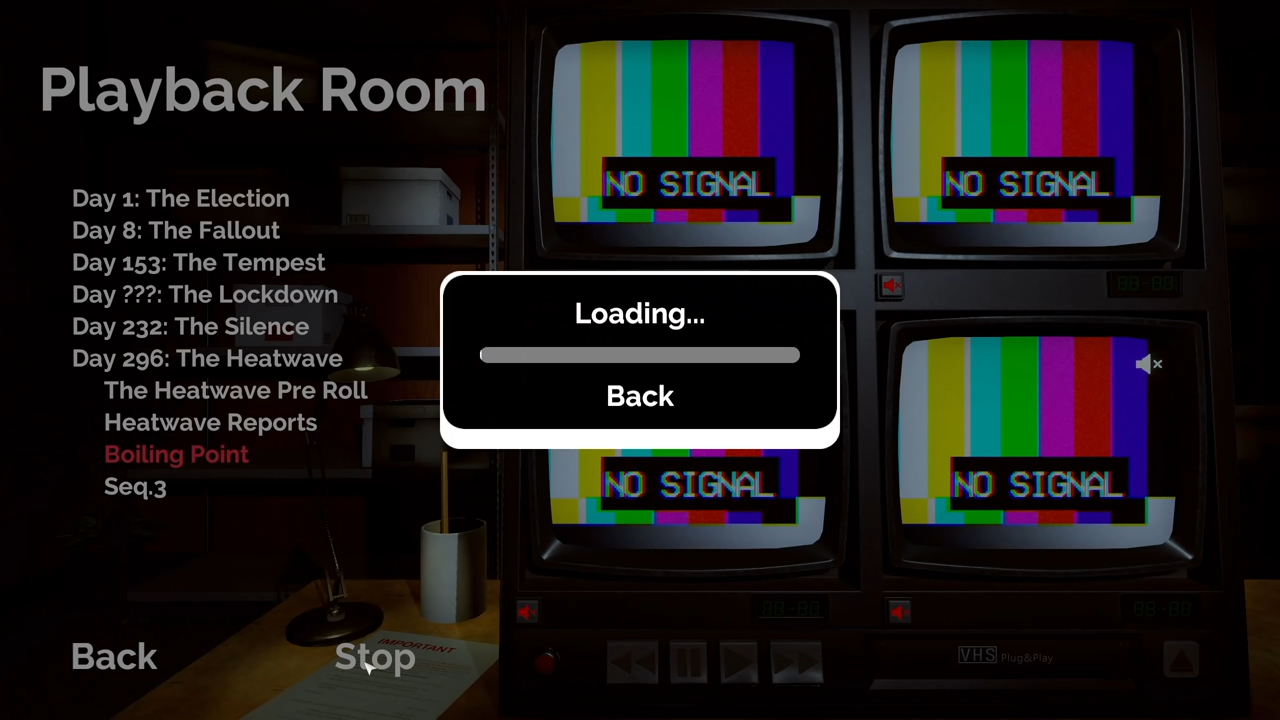 Playback Room
Day 1: The Election
Day 8: The Fallout
Day 153: The Tempest
Day ???: The Lockdown
Day 232: The Silence
Day 296: The Heatwave
The Heatwave Pre Roll
Heatwave Reports
Boiling Point
Seq.3
Back
Stop
IMPORTANT
NO SIGNAL
NO SIGNAL
Loading...
Back
NO SIGNAL
NO SIGNAL
VHS Plug&Play